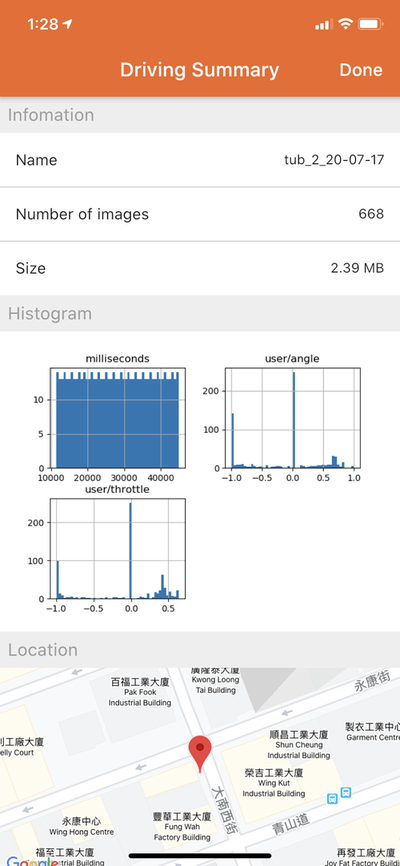 1:28
Driving Summary
Done
Infomation
Name
tub_2_20-07-17
Number of images
668
Size
2.39 MB
Histogram
milliseconds
10
5
0
10000 20000 30000 40000
user/angle
200
100
0
−1.0 −0.5 0.0 0.5 1.0
user/throttle
200
100
0
−1.0 −0.5 0.0 0.5
Location
廣隆泰大廈
Kwong Loong
Tai Building
永康街
百福工業大廈
Pak Fook
Industrial Building
製衣工業中心
Garment Centre
順昌工業大廈
Shun Cheung
Industrial Building
利工廠大廈
elly Court
榮吉工業大廈
Wing Kut
Industrial Building
大南西街
永康中心
Wing Hong Centre
豐華工業大廈
Fung Wah
Factory Building
青山道
福至工業大廈
strial Building
Google
再發工廠大廈
Joy Fat Factory Buildi